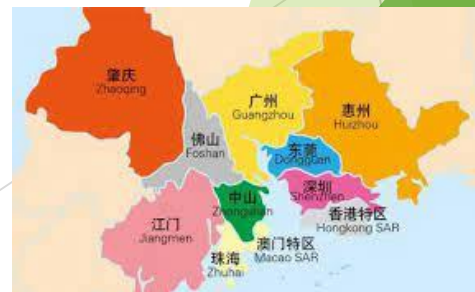 肇庆
Zhaoqing
广州
Guangzhou
惠州
Huizhou
佛山
Foshan
东莞
Dongguan
深圳
Shenzhen
中山
Zhongshan
江门
Jiangmen
香港特区
Hongkong SAR
澳门特区
Macao SAR
珠海
Zhuhai